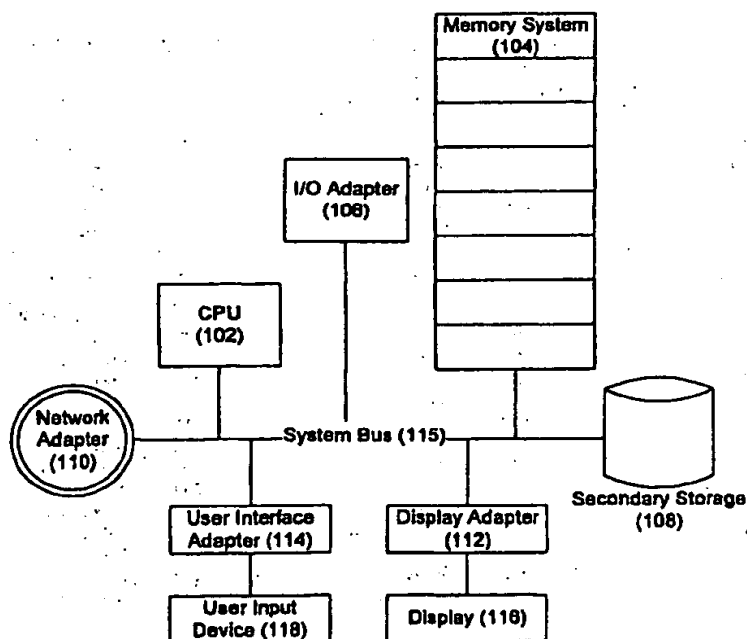 Memory System
(104)
I/O Adapter
(106)
CPU
(102)
Network
Adapter
(110)
System Bus (115)
Secondary Storage
(108)
User Interface
Adapter (114)
Display Adapter
(112)
User Input
Device (118)
Display (116)